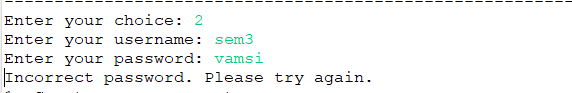 Enter your choice: 2
Enter your username: sem3
Enter your password: vamsi
Incorrect password. Please try again.